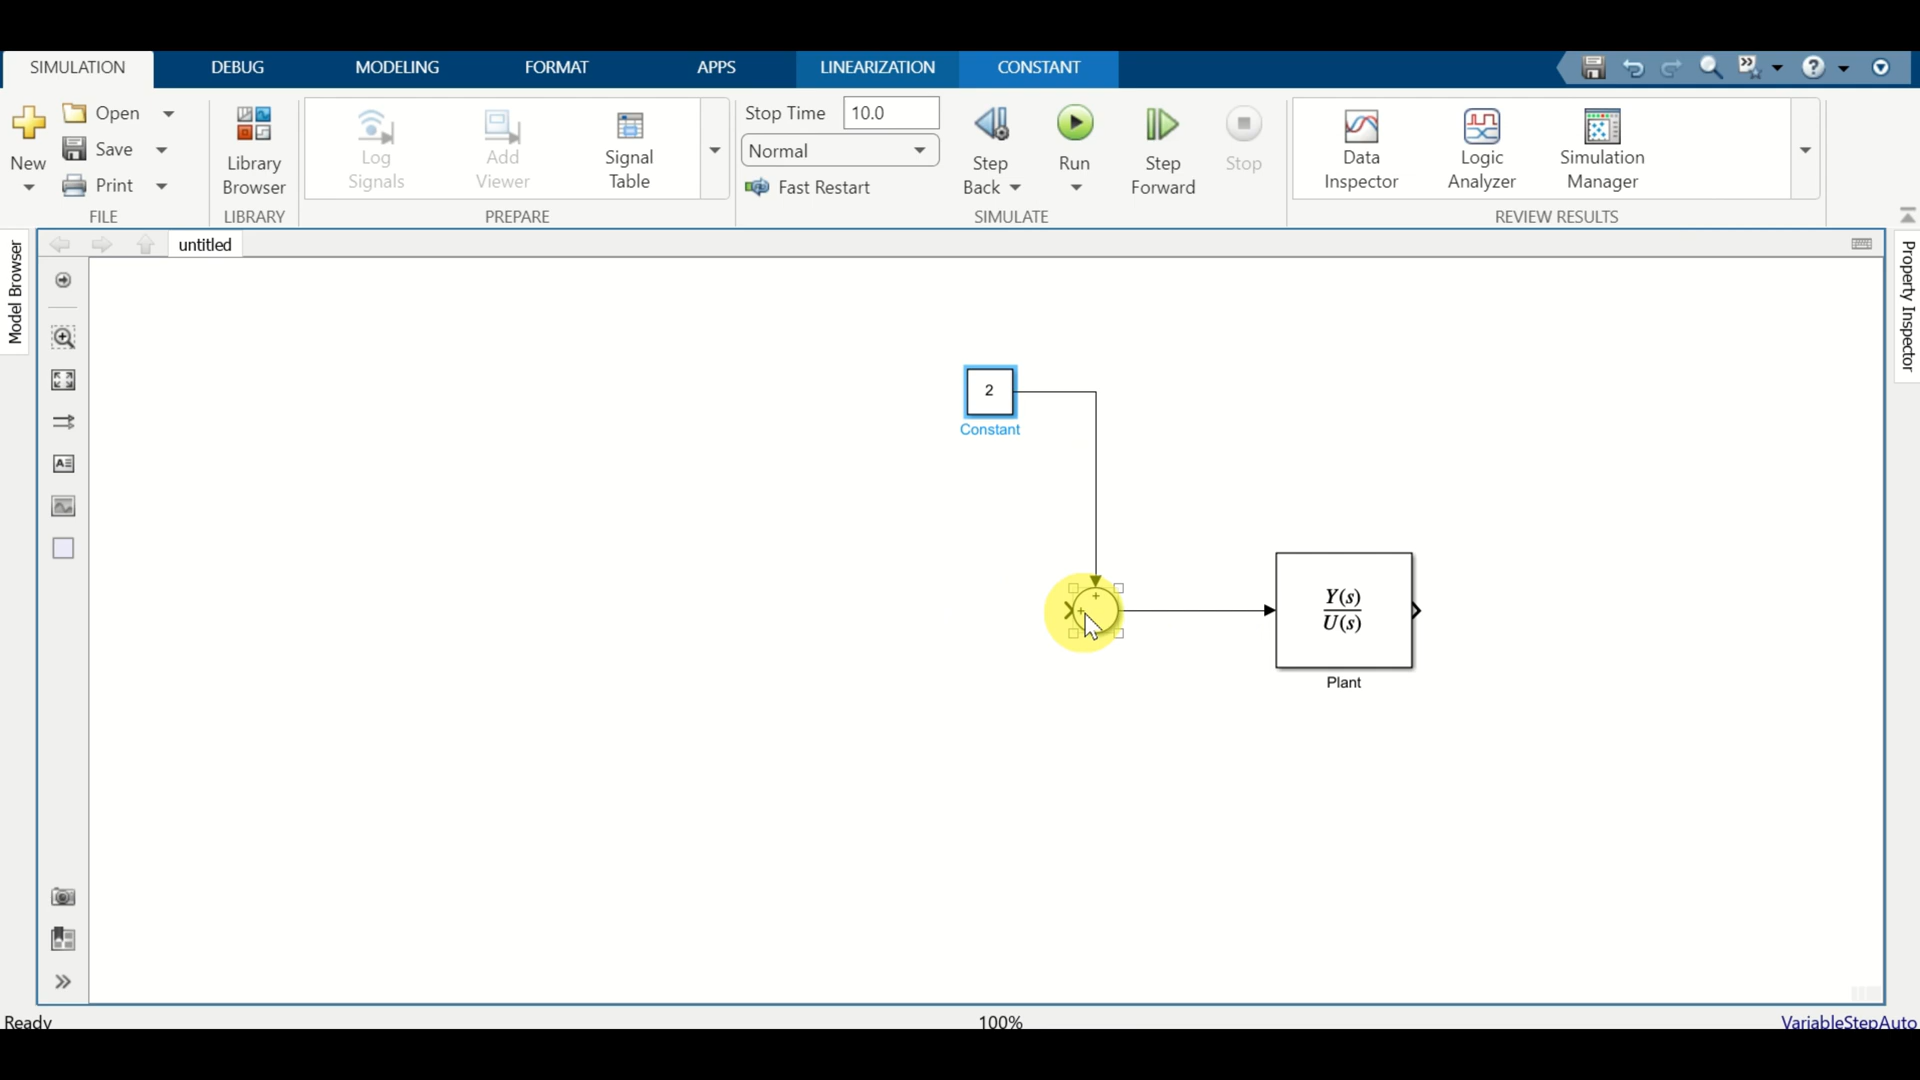 SIMULATION DEBUG MODELING FORMAT APPS LINEARIZATION CONSTANT
New
Open
Save
Print
FILE
Library
Browser
LIBRARY
Log
Signals
Add
Viewer
Signal
Table
PREPARE
Stop Time 10.0
Normal
Fast Restart
Step
Back
Run
Step
Forward
Stop
SIMULATE
Data
Inspector
Logic
Analyzer
Simulation
Manager
REVIEW RESULTS
Model Browser
untitled
Property Inspector
2
Constant
+
+
Y(s)
U(s)
Plant
Ready 100% VariableStepAuto